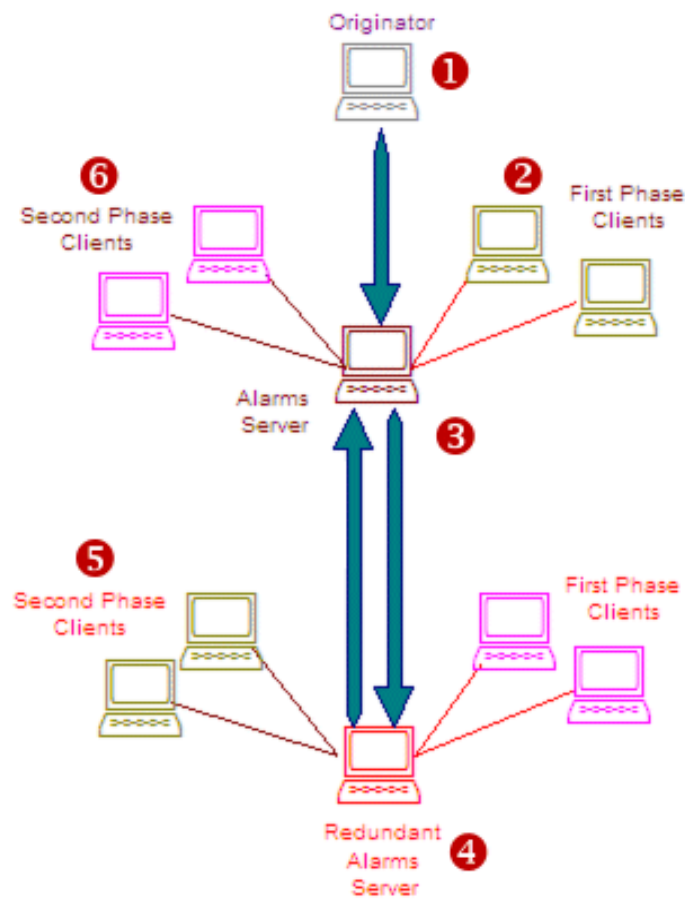 Originator
1
6
Second Phase
Clients
2
First Phase
Clients
Alarms
Server
3
5
Second Phase
Clients
First Phase
Clients
Redundant
Alarms
Server
4